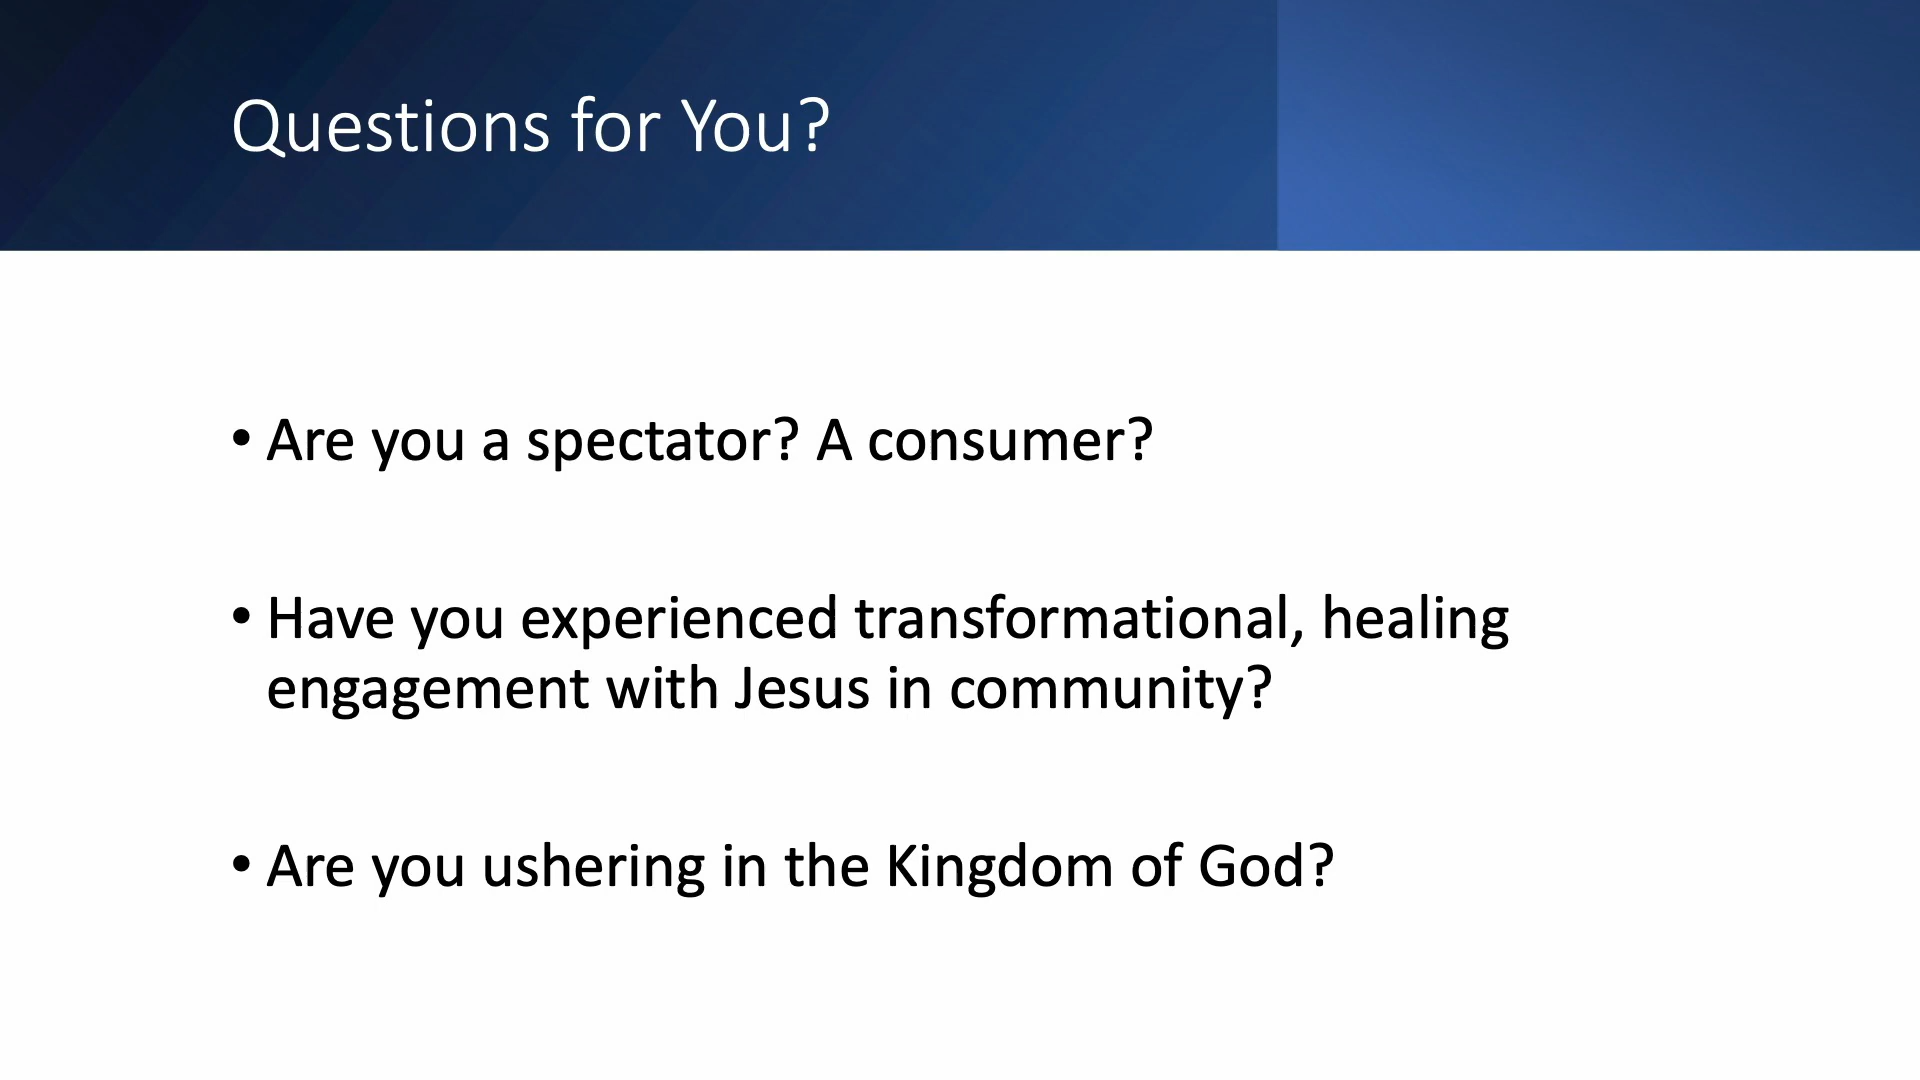 Questions for You?
• Are you a spectator? A consumer?
• Have you experienced transformational, healing
engagement with Jesus in community?
• Are you ushering in the Kingdom of God?